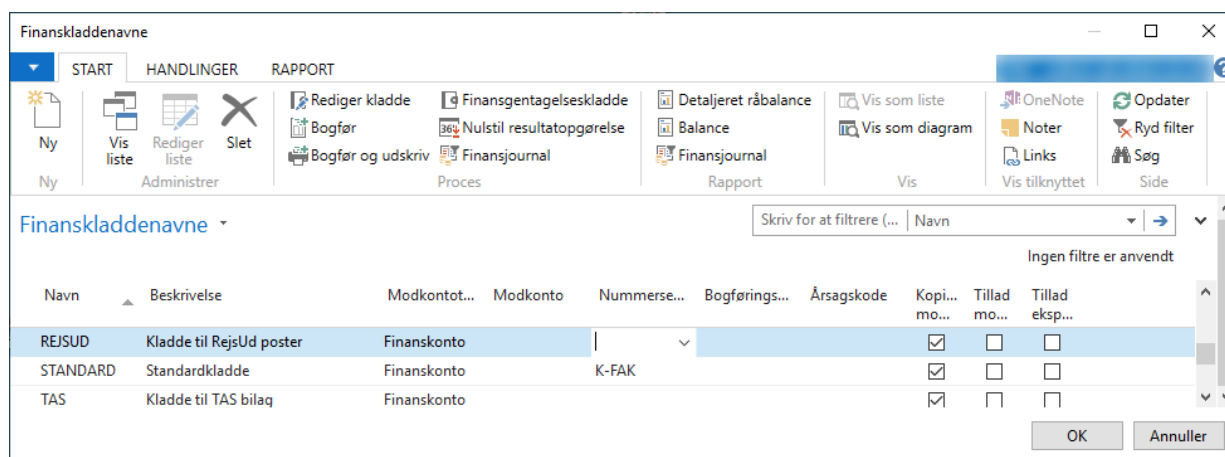 Finanskladdenavne
START HANDLINGER RAPPORT
Ny
Vis liste
Rediger liste
Slet
Rediger kladde
Bogfør
Bogfør og udskriv
Finansgentagelseskladde
Nulstil resultatopgørelse
Finansjournal
Detaljeret råbalance
Balance
Finansjournal
Vis som liste
Vis som diagram
OneNote
Noter
Links
Opdater
Ryd filter
Søg
Ny Administrer Proces Rapport Vis Vis tilknyttet Side
Finanskladdenavne
Skriv for at filtrere (... Navn
Ingen filtre er anvendt
Navn Beskrivelse Modkontot... Modkonto Nummerse... Bogførings... Årsagskode Kopi... mo... Tillad mo... Tillad eksp...
REJSUD Kladde til RejsUd poster Finanskonto
STANDARD Standardkladde Finanskonto K-FAK
TAS Kladde til TAS bilag Finanskonto
OK Annuller